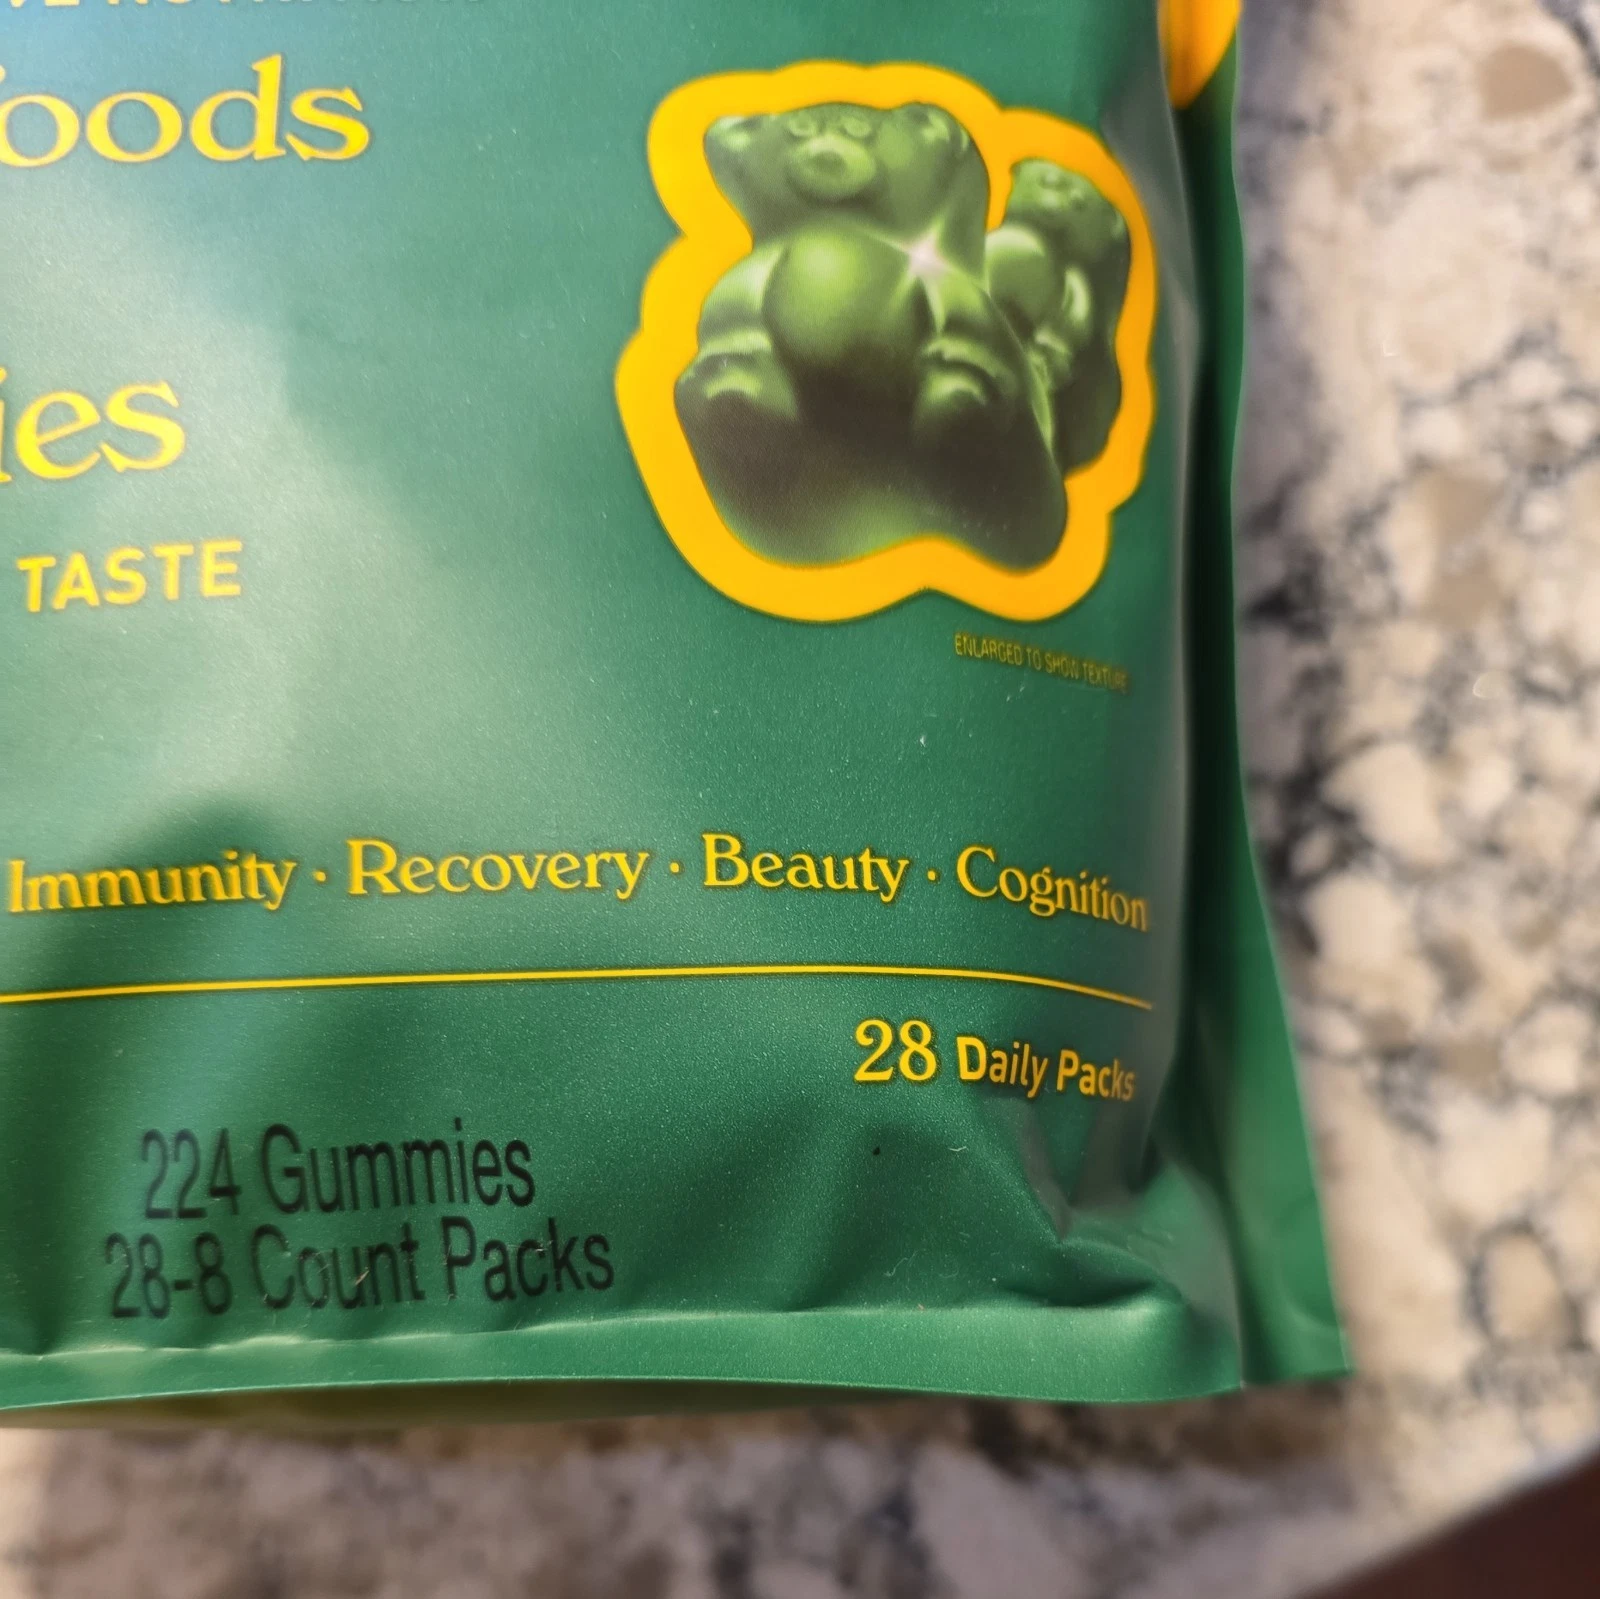 foods
ies
TASTE
ENLARGED TO SHOW TEXTURE
Immunity · Recovery · Beauty · Cognition
28 Daily Packs
224 Gummies
28-8 Count Packs